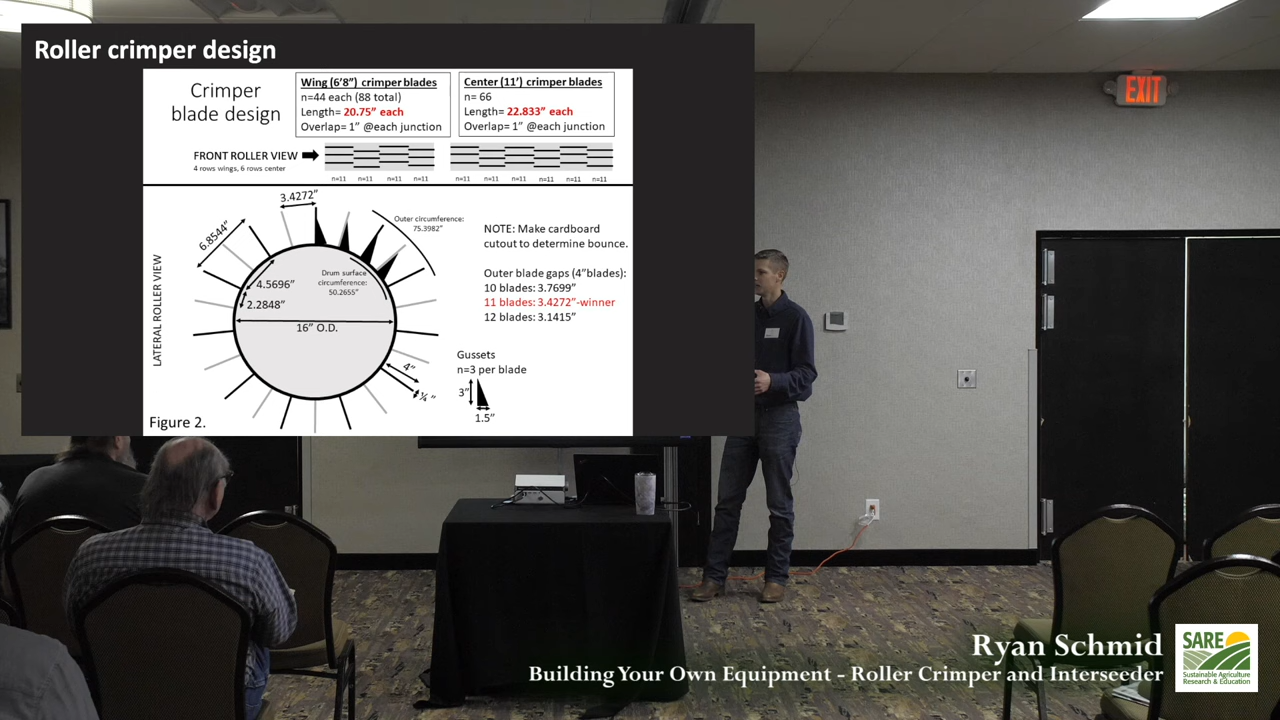 Roller crimper design
Crimper
blade design
Wing (6'8") crimper blades
n=44 each (88 total)
Length= 20.75" each
Overlap= 1" @each junction
Center (11') crimper blades
n= 66
Length= 22.833" each
Overlap= 1" @each junction
FRONT ROLLER VIEW
4 rows wings, 6 rows center
n=11 n=11 n=11 n=11
n=11 n=11 n=11 n=11 n=11 n=11
LATERAL ROLLER VIEW
3.4272"
6.8544"
Outer circumference:
75.3982"
4.5696"
2.2848"
Drum surface
circumference:
50.2655"
16" O.D.
4"
¼"
NOTE: Make cardboard
cutout to determine bounce.
Outer blade gaps (4"blades):
10 blades: 3.7699"
11 blades: 3.4272"-winner
12 blades: 3.1415"
Gussets
n=3 per blade
3"
1.5"
Figure 2.
EXIT
Ryan Schmid
Building Your Own Equipment - Roller Crimper and Interseeder
SARE
Sustainable Agriculture
Research & Education